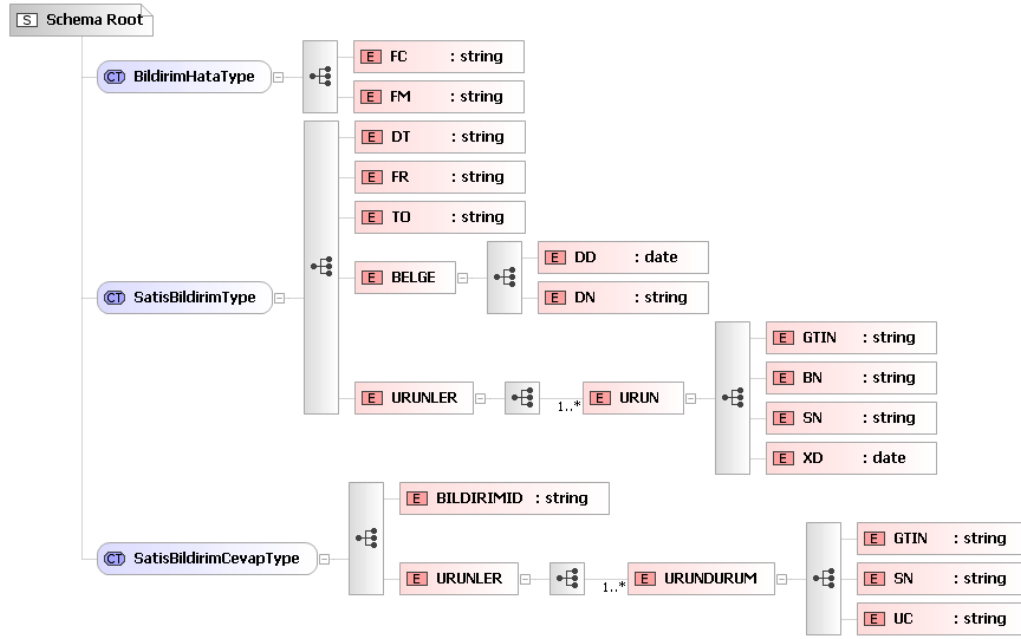 S Schema Root
CT BildirimHataType
E FC : string
E FM : string
CT SatisBildirimType
E DT : string
E FR : string
E TO : string
E BELGE
E DD : date
E DN : string
E URUNLER
1..*
E URUN
E GTIN : string
E BN : string
E SN : string
E XD : date
CT SatisBildirimCevapType
E BILDIRIMID : string
E URUNLER
1..*
E URUNDURUM
E GTIN : string
E SN : string
E UC : string